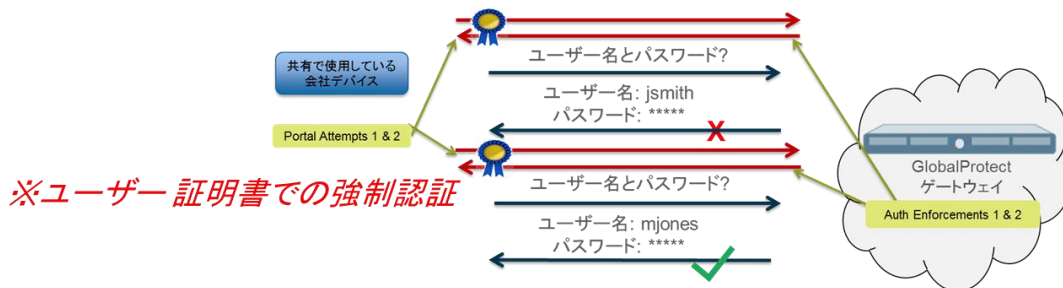 ユーザー名とパスワード?
共有で使用している
会社デバイス
ユーザー名: jsmith
パスワード: *****
Portal Attempts 1 & 2
X
GlobalProtect
ゲートウェイ
※ユーザー 証明書での強制認証
ユーザー名とパスワード?
Auth Enforcements 1 & 2
ユーザー名: mjones
パスワード: *****